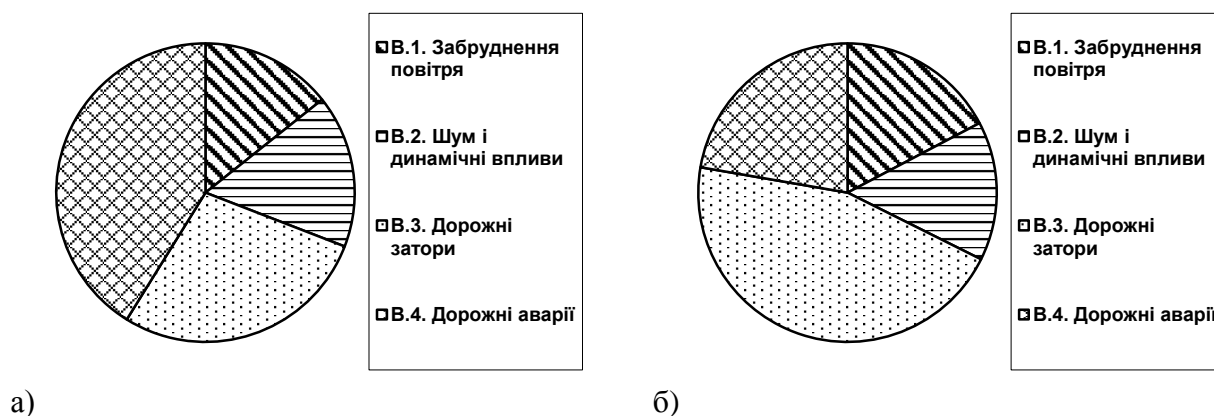 В.1. Забруднення
повітря
В.2. Шум і
динамічні впливи
В.3. Дорожні
затори
В.4. Дорожні аварії
а)
В.1. Забруднення
повітря
В.2. Шум і
динамічні впливи
В.3. Дорожні
затори
В.4. Дорожні аварії
б)